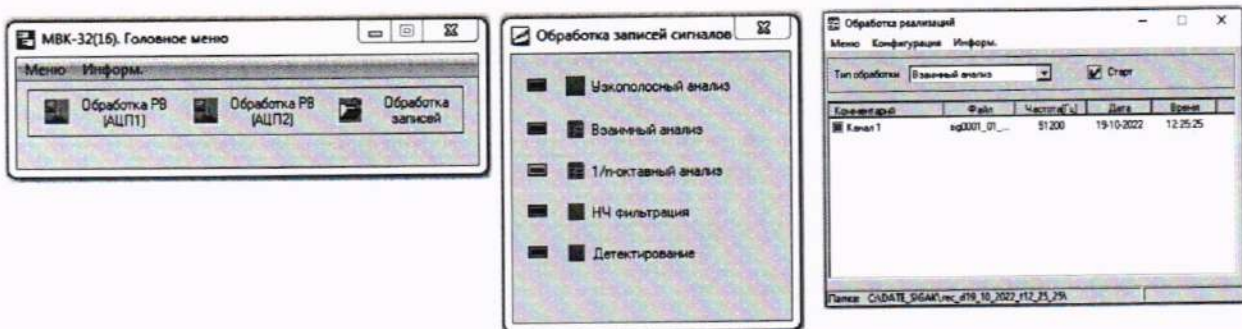 МВК-32(16). Головное меню
Меню Информ.
Обработка РВ
(АЦП1)
Обработка РВ
(АЦП2)
Обработка
записей
Обработка записей сигналов
Узкополосный анализ
Взаимный анализ
1/n-октавный анализ
НЧ фильтрация
Детектирование
Обработка реализаций
Меню Конфигурация Информ.
Тип обработки Взаимный анализ Старт
Комментарий Файл Частота[Гц] Дата Время
Канал 1 sig0001_01_... 51200 19-10-2022 12:25:25
Папка: C:\DATE_SIGAK\rec_d19_10_2022_t12_25_25\